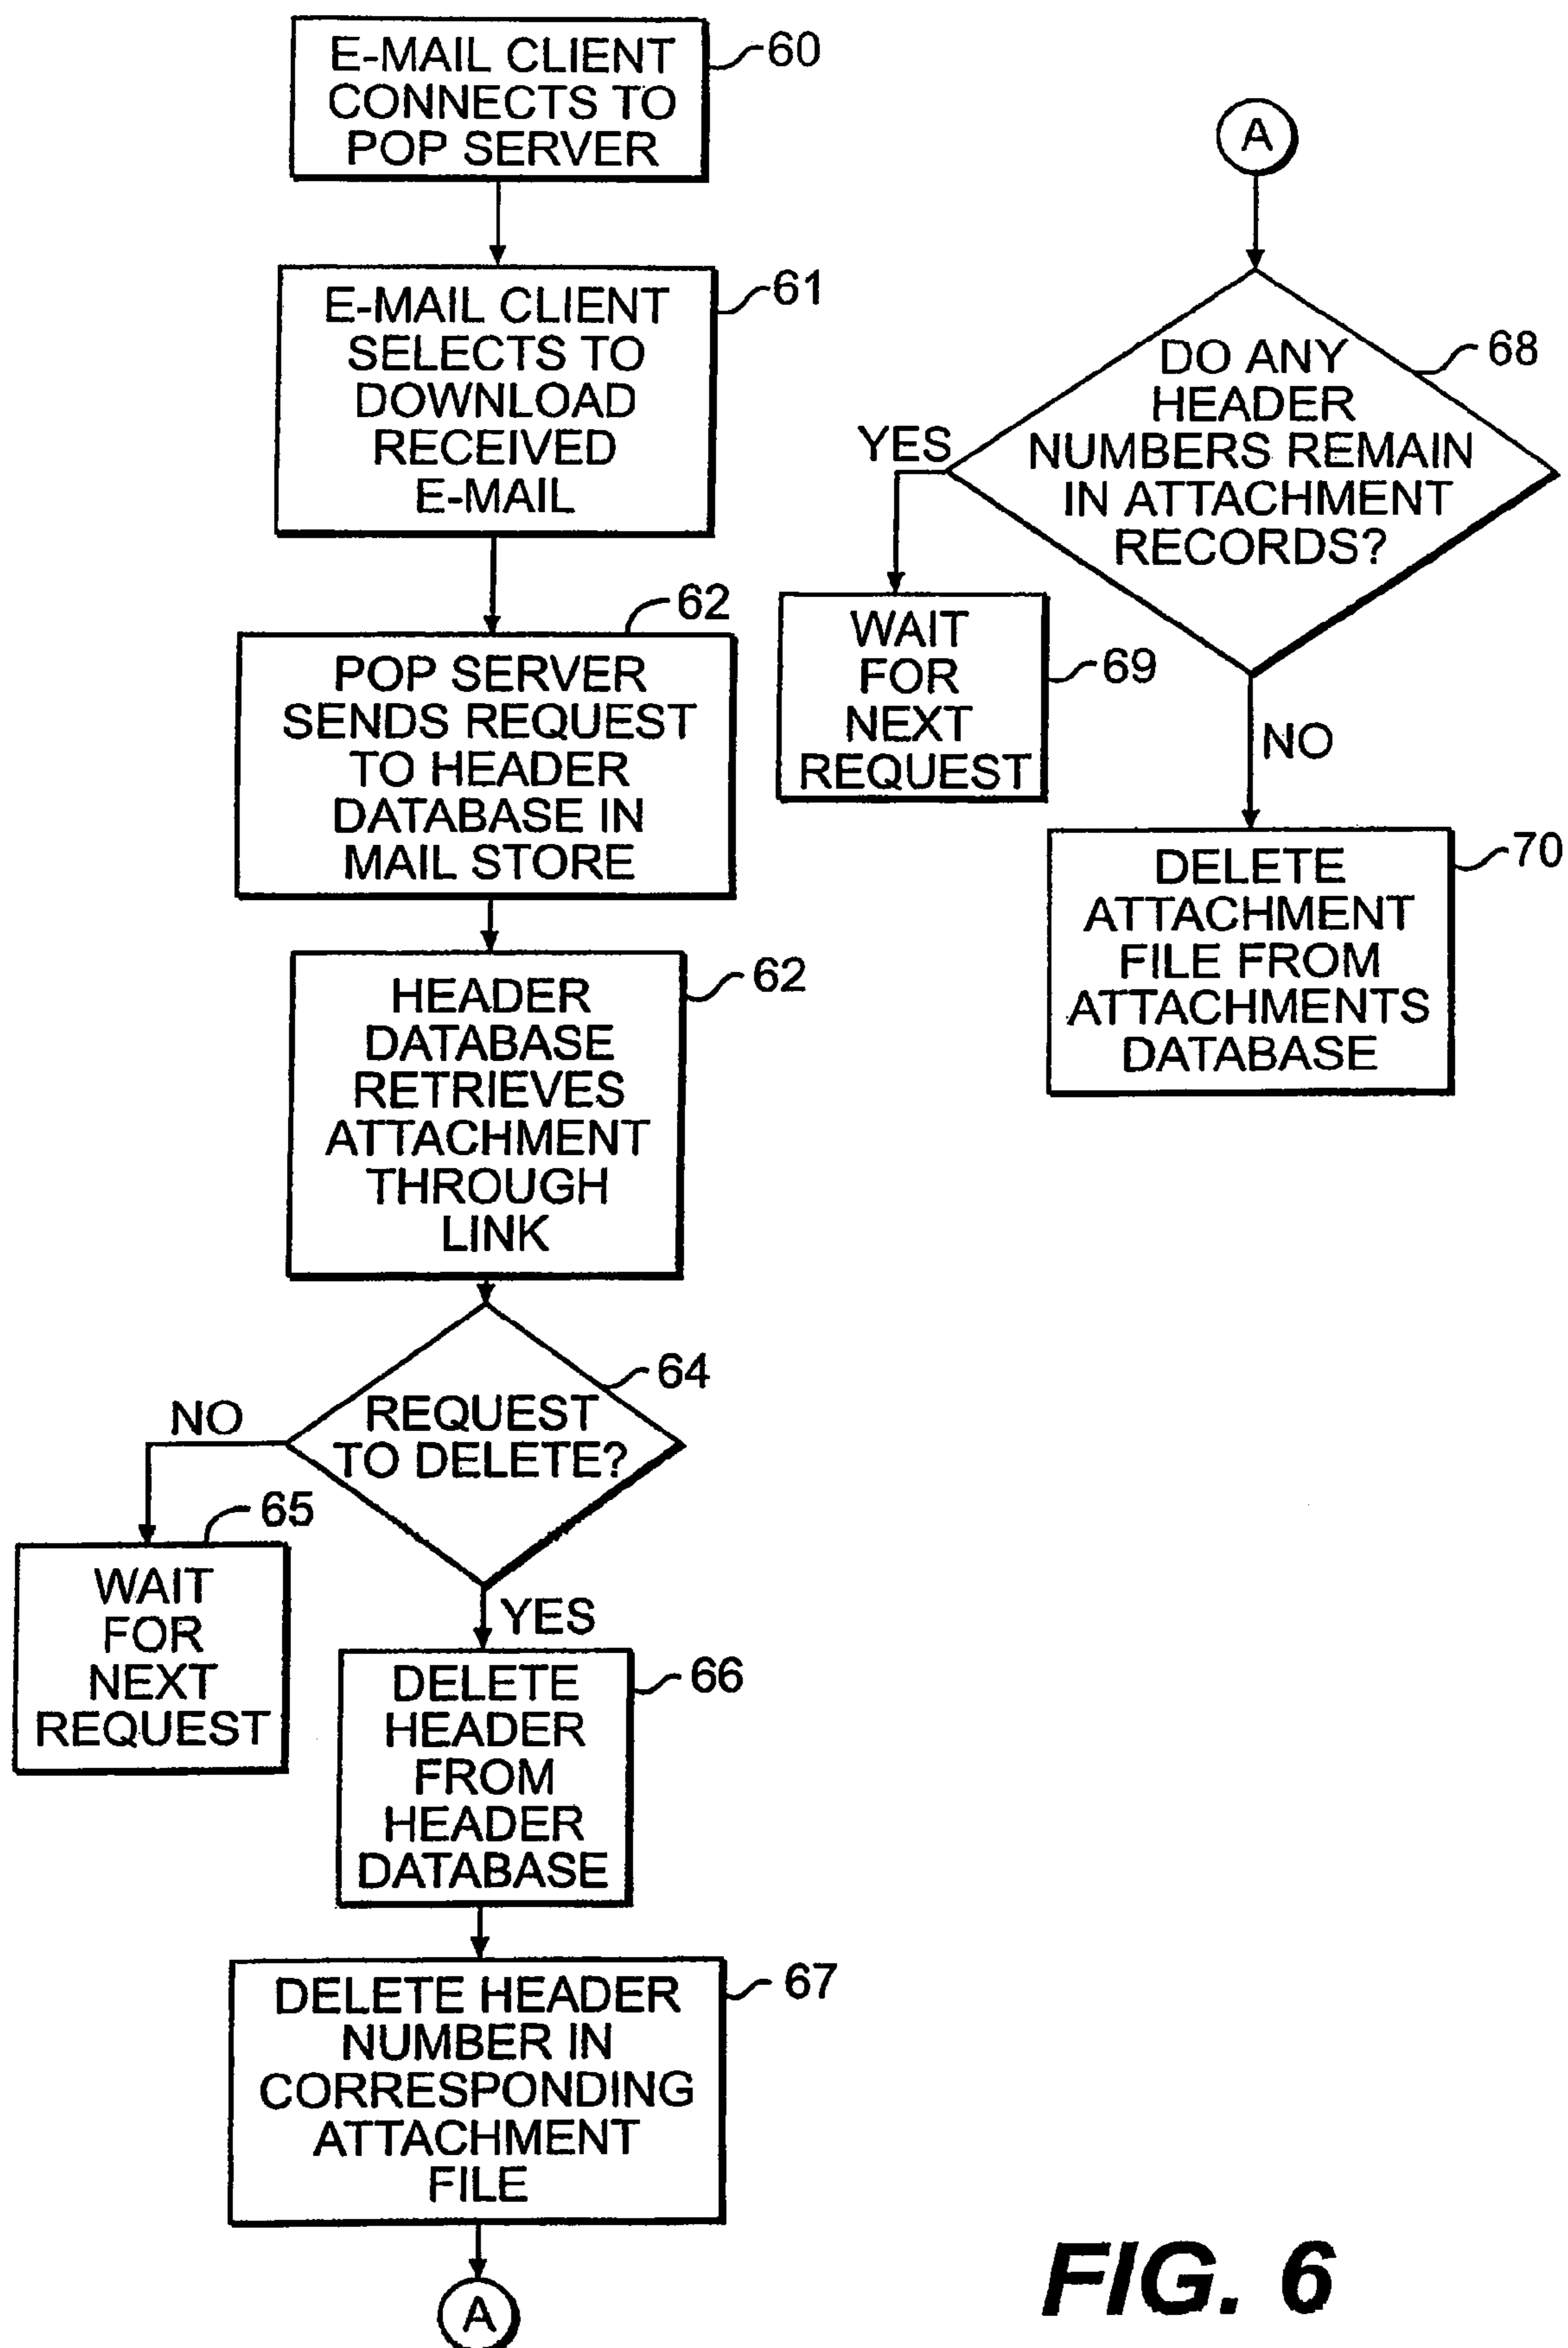 E-MAIL CLIENT
CONNECTS TO
POP SERVER
60
E-MAIL CLIENT
SELECTS TO
DOWNLOAD
RECEIVED
E-MAIL
61
POP SERVER
SENDS REQUEST
TO HEADER
DATABASE IN
MAIL STORE
62
HEADER
DATABASE
RETRIEVES
ATTACHMENT
THROUGH
LINK
62
REQUEST
TO DELETE?
64
NO
WAIT
FOR
NEXT
REQUEST
65
YES
DELETE
HEADER
FROM
HEADER
DATABASE
66
DELETE HEADER
NUMBER IN
CORRESPONDING
ATTACHMENT
FILE
67
A
A
DO ANY
HEADER
NUMBERS REMAIN
IN ATTACHMENT
RECORDS?
68
YES
WAIT
FOR
NEXT
REQUEST
69
NO
DELETE
ATTACHMENT
FILE FROM
ATTACHMENTS
DATABASE
70
FIG. 6